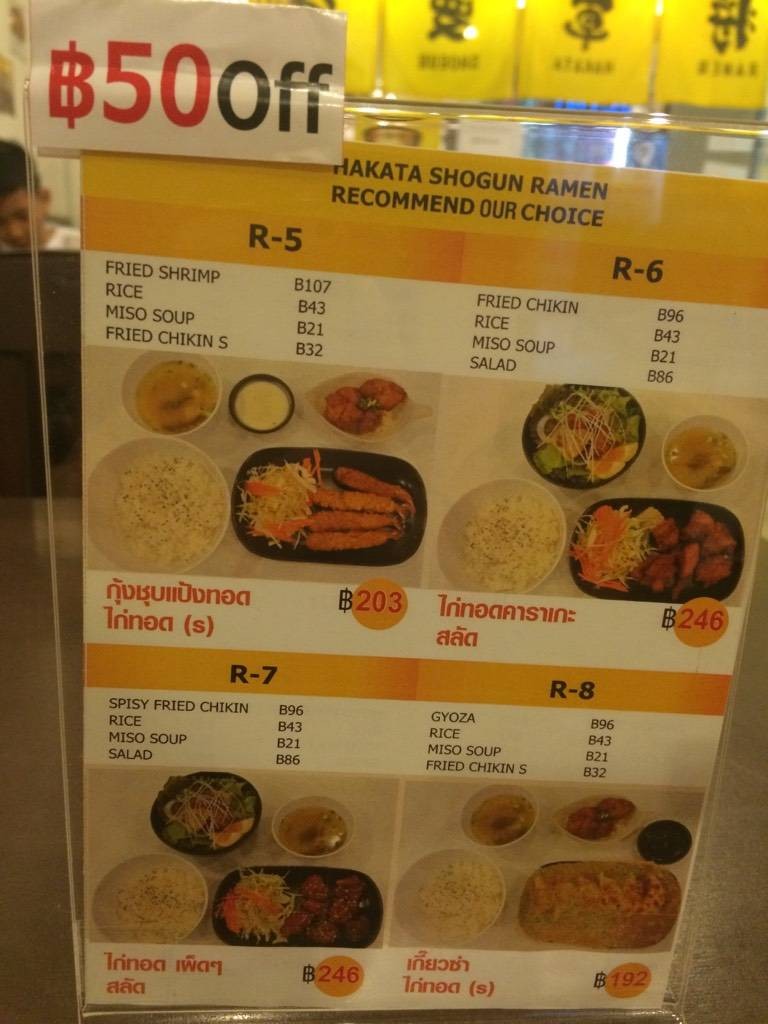 ฿50off
HAKATA SHOGUN RAMEN
RECOMMEND OUR CHOICE
R-5
FRIED SHRIMP B107
RICE B43
MISO SOUP B21
FRIED CHIKIN S B32
กุ้งชุบแป้งทอด
ไก่ทอด (s)
฿203
R-6
FRIED CHIKIN B96
RICE B43
MISO SOUP B21
SALAD B86
ไก่ทอดคาราเกะ
สลัด
฿246
R-7
SPISY FRIED CHIKIN B96
RICE B43
MISO SOUP B21
SALAD B86
ไก่ทอด เผ็ดๆ
สลัด
฿246
R-8
GYOZA B96
RICE B43
MISO SOUP B21
FRIED CHIKIN S B32
เกี๊ยวซ่า
ไก่ทอด (s)
฿192